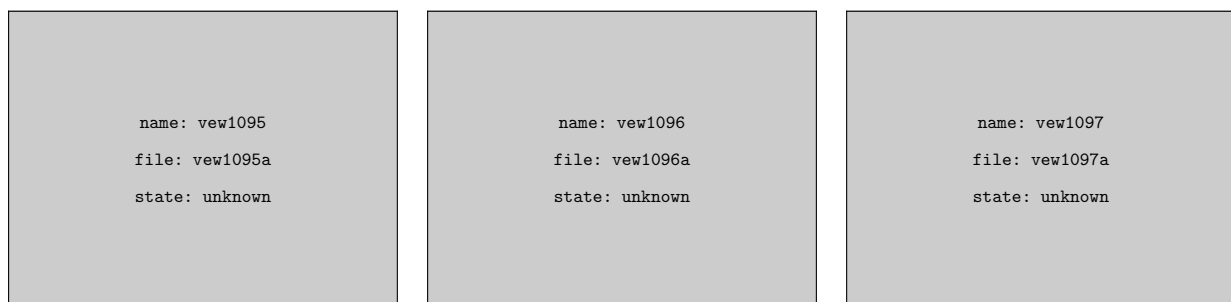 name: vew1095
file: vew1095a
state: unknown
name: vew1096
file: vew1096a
state: unknown
name: vew1097
file: vew1097a
state: unknown